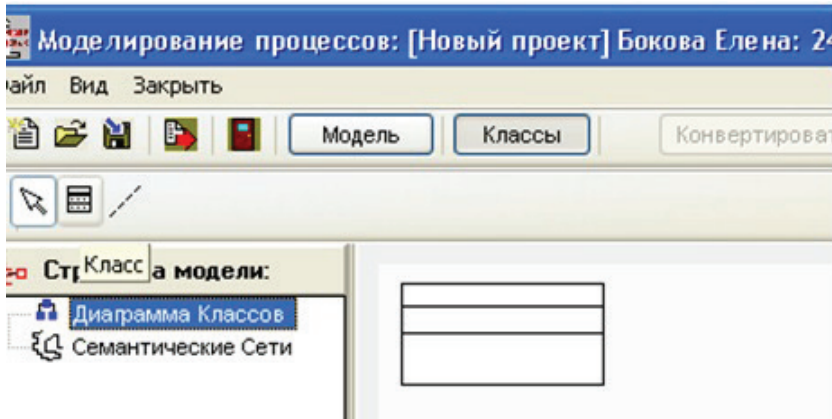 Моделирование процессов: [Новый проект] Бокова Елена: 24
айл Вид Закрыть
Модель Классы Конвертироват
Класс
Стр а модели:
Диаграмма Классов
Семантические Сети